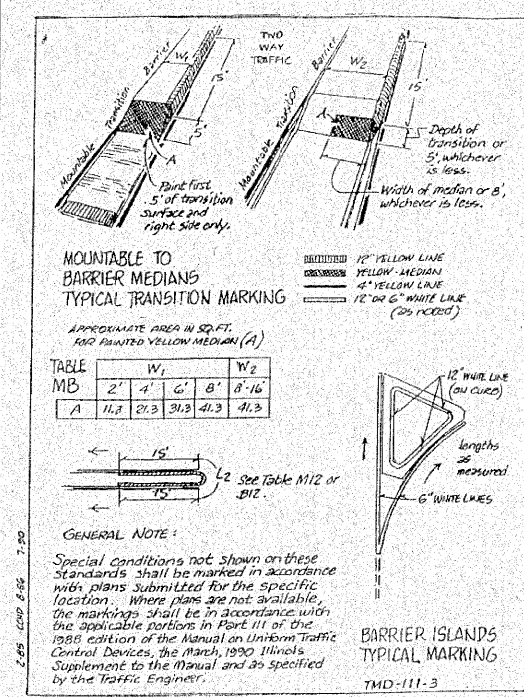 TWO
WAY
TRAFFIC
Barrier
W1
15'
Transition
5'
Mountable
A
Paint first
5' of transition
surface and
right side only.
Barrier
W2
15'
Transition
A
Mountable
Depth of
transition or
5', whichever
is less.
Width of median or 8',
whichever is less.
MOUNTABLE TO
BARRIER MEDIANS
TYPICAL TRANSITION MARKING
12" YELLOW LINE
YELLOW-MEDIAN
4" YELLOW LINE
12" OR 6" WHITE LINE
(as noted)
APPROXIMATE AREA IN SQ. FT.
FOR PAINTED YELLOW MEDIAN (A)
TABLE MB W1 W2
2' 4' 6' 8' 8'-16'
A 11.3 21.3 31.3 41.3 41.3
15'
15'
L2 See Table M12 or
B12.
12" WHITE LINE
(ON CURB)
lengths
as
measured
6" WHITE LINES
GENERAL NOTE:
Special conditions not shown on these
Standards shall be marked in accordance
with plans submitted for the specific
location. Where plans are not available,
the markings shall be in accordance with
the applicable portions in Part III of the
1988 edition of the Manual on Uniform Traffic
Control Devices, the March, 1990 Illinois
Supplement to the Manual and as specified
by the Traffic Engineer.
BARRIER ISLANDS
TYPICAL MARKING
TMD-111-3
2-85 CCHD 8-86 7-90